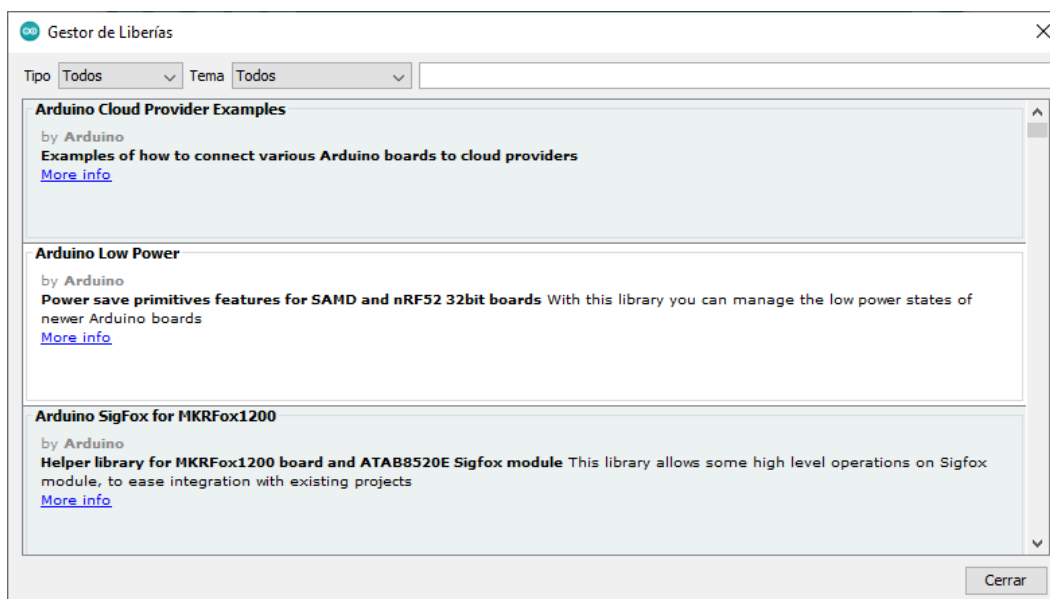 Gestor de Liberías
Tipo Todos Tema Todos
Arduino Cloud Provider Examples
by Arduino
Examples of how to connect various Arduino boards to cloud providers
More info
Arduino Low Power
by Arduino
Power save primitives features for SAMD and nRF52 32bit boards With this library you can manage the low power states of
newer Arduino boards
More info
Arduino SigFox for MKRFox1200
by Arduino
Helper library for MKRFox1200 board and ATAB8520E Sigfox module This library allows some high level operations on Sigfox
module, to ease integration with existing projects
More info
Cerrar